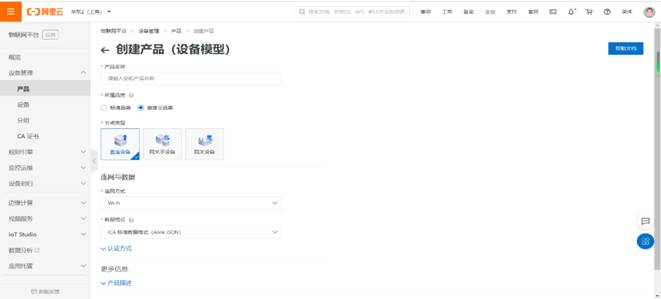 阿里云
华东2（上海）
搜索文档、控制台、API、解决方案和资源
费用
工单
备案
企业
支持
官网
简体
物联网平台
物联网平台 / 设备管理 / 产品 / 创建产品
← 创建产品（设备模型）
帮助文档
概览
设备管理
产品
设备
分组
CA 证书
规则引擎
监控运维
设备划归
边缘计算
视频服务
IoT Studio
数据分析
应用托管
* 产品名称
请输入您的产品名称
* 所属品类
标准品类
自定义品类
* 节点类型
直连设备
网关子设备
网关设备
连网与数据
* 连网方式
Wi-Fi
* 数据格式
ICA 标准数据格式（Alink JSON）
认证方式
更多信息
产品描述